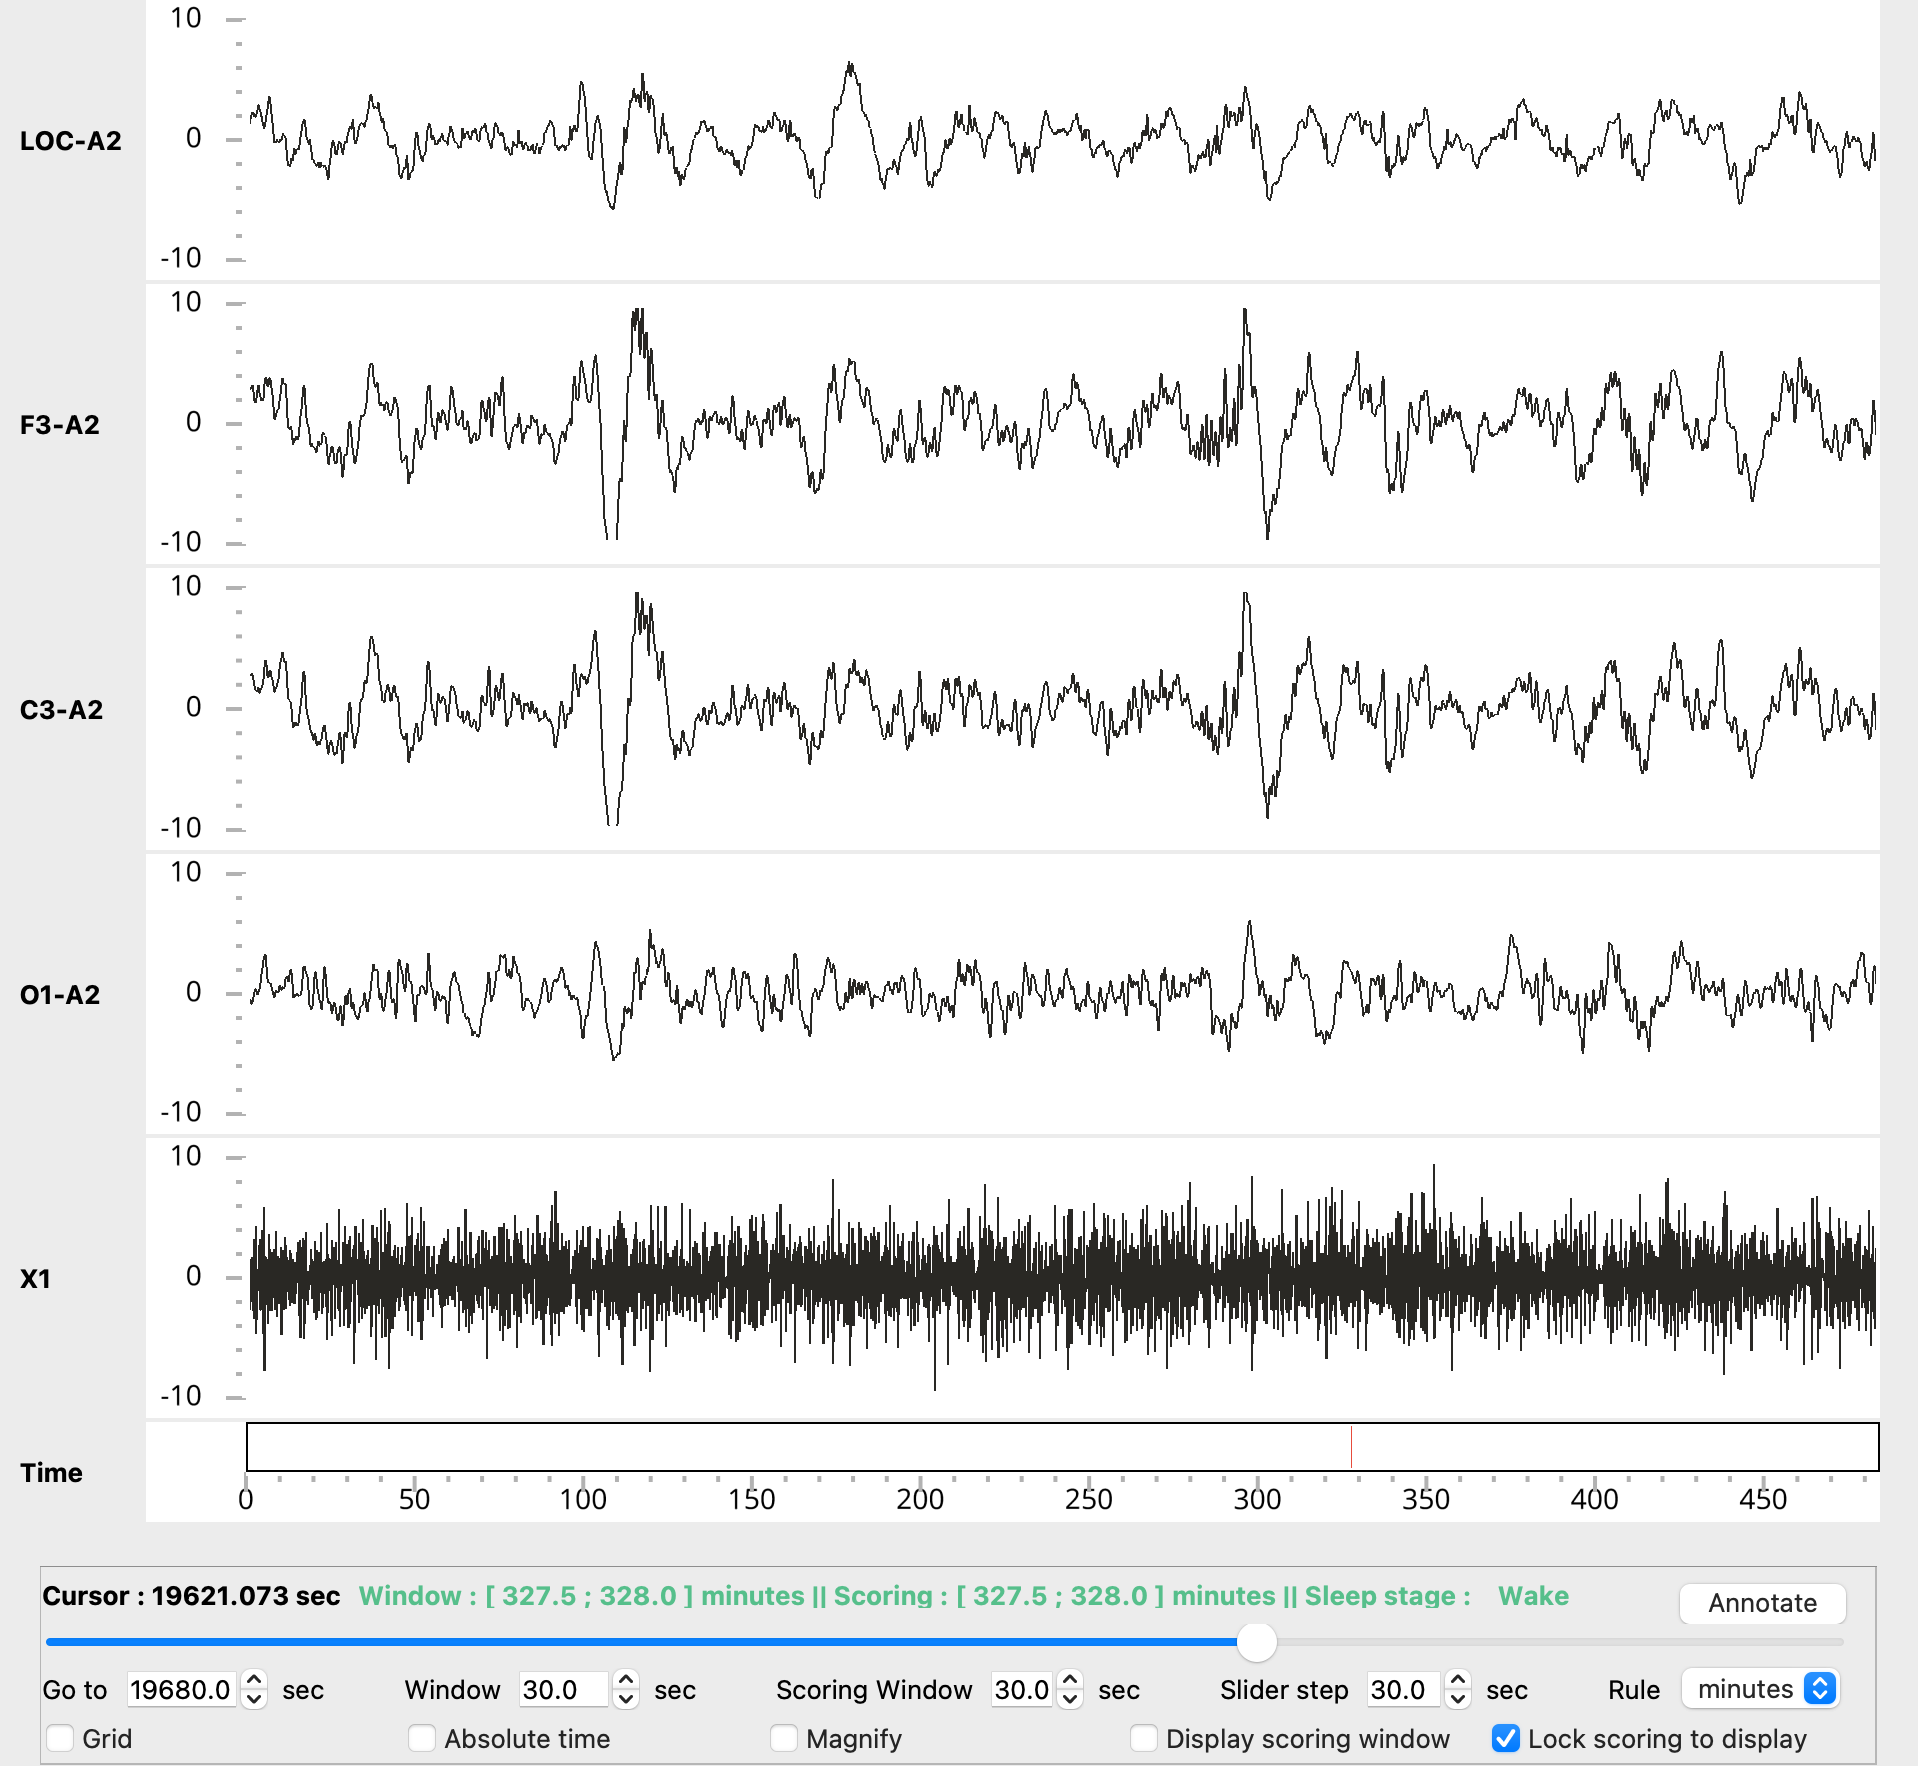 10
LOC-A2
0
-10
10
F3-A2
0
-10
10
C3-A2
0
-10
10
O1-A2
0
-10
10
X1
0
-10
Time
0 50 100 150 200 250 300 350 400 450
Cursor : 19621.073 sec Window : [ 327.5 ; 328.0 ] minutes || Scoring : [ 327.5 ; 328.0 ] minutes || Sleep stage : Wake Annotate
Go to 19680.0 sec Window 30.0 sec Scoring Window 30.0 sec Slider step 30.0 sec Rule minutes
Grid Absolute time Magnify Display scoring window Lock scoring to display